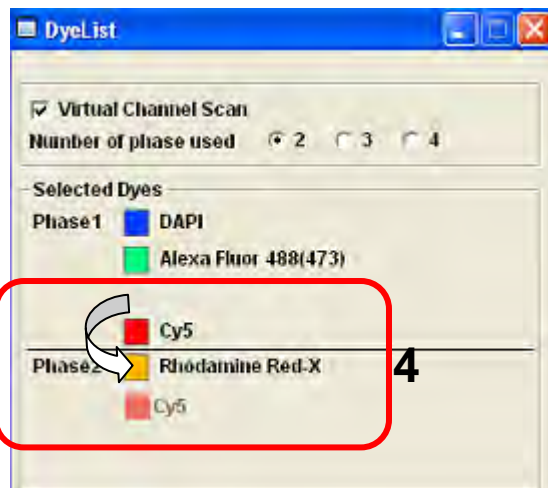 DyeList
Virtual Channel Scan
Number of phase used 2 3 4
Selected Dyes
Phase1 DAPI
Alexa Fluor 488(473)
Cy5
Phase2 Rhodamine Red-X
Cy5
4